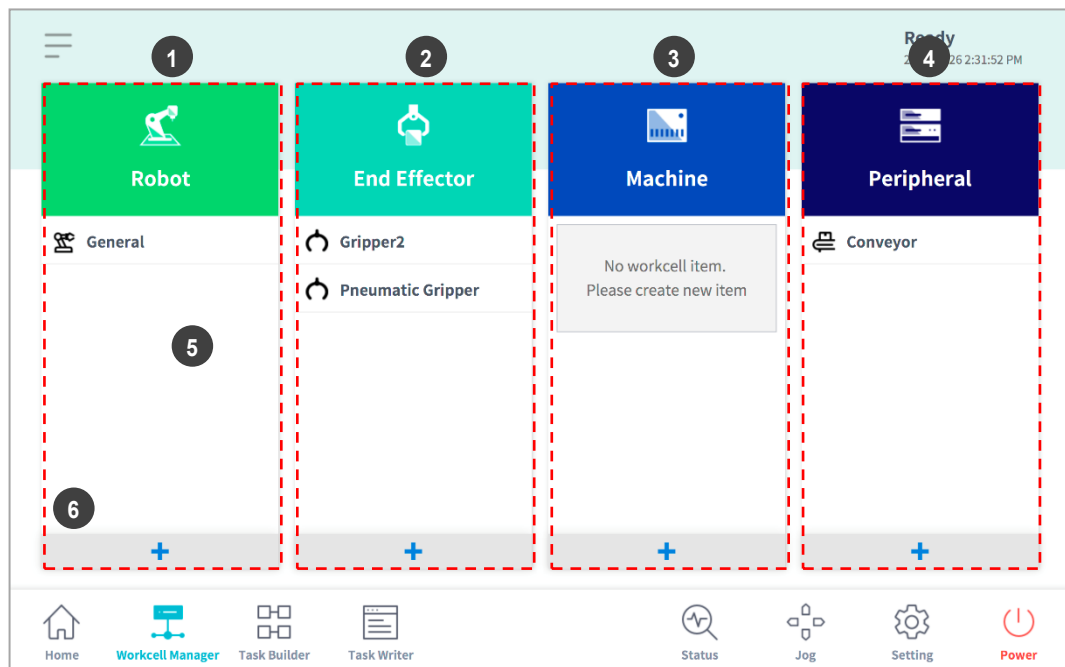 Ready
26 2:31:52 PM
1
2
3
4
Robot
End Effector
Machine
Peripheral
General
Gripper2
Pneumatic Gripper
No workcell item.
Please create new item
Conveyor
5
6
+
+
+
+
Home
Workcell Manager
Task Builder
Task Writer
Status
Jog
Setting
Power